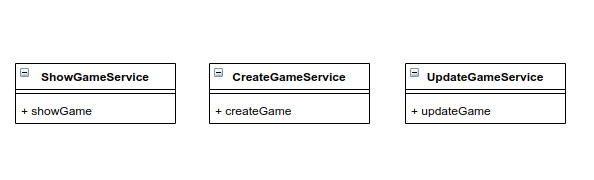 ShowGameService
+ showGame
CreateGameService
+ createGame
UpdateGameService
+ updateGame